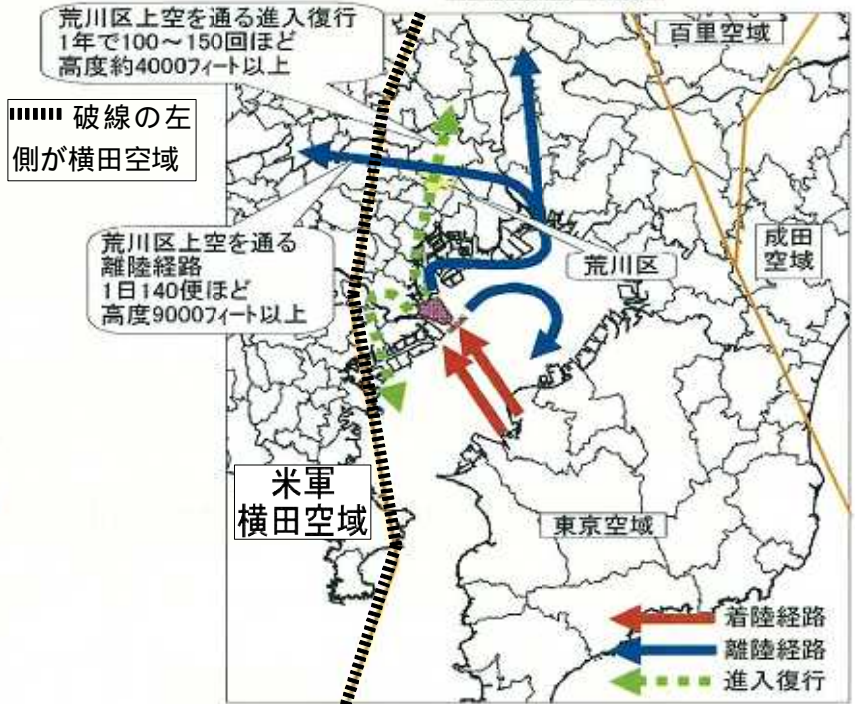 荒川区上空を通る進入復行
1年で100～150回ほど
高度約4000フィート以上
百里空域
破線の左
側が横田空域
荒川区上空を通る
離陸経路
1日140便ほど
高度9000フィート以上
荒川区
成田
空域
米軍
横田空域
東京空域
着陸経路
離陸経路
進入復行